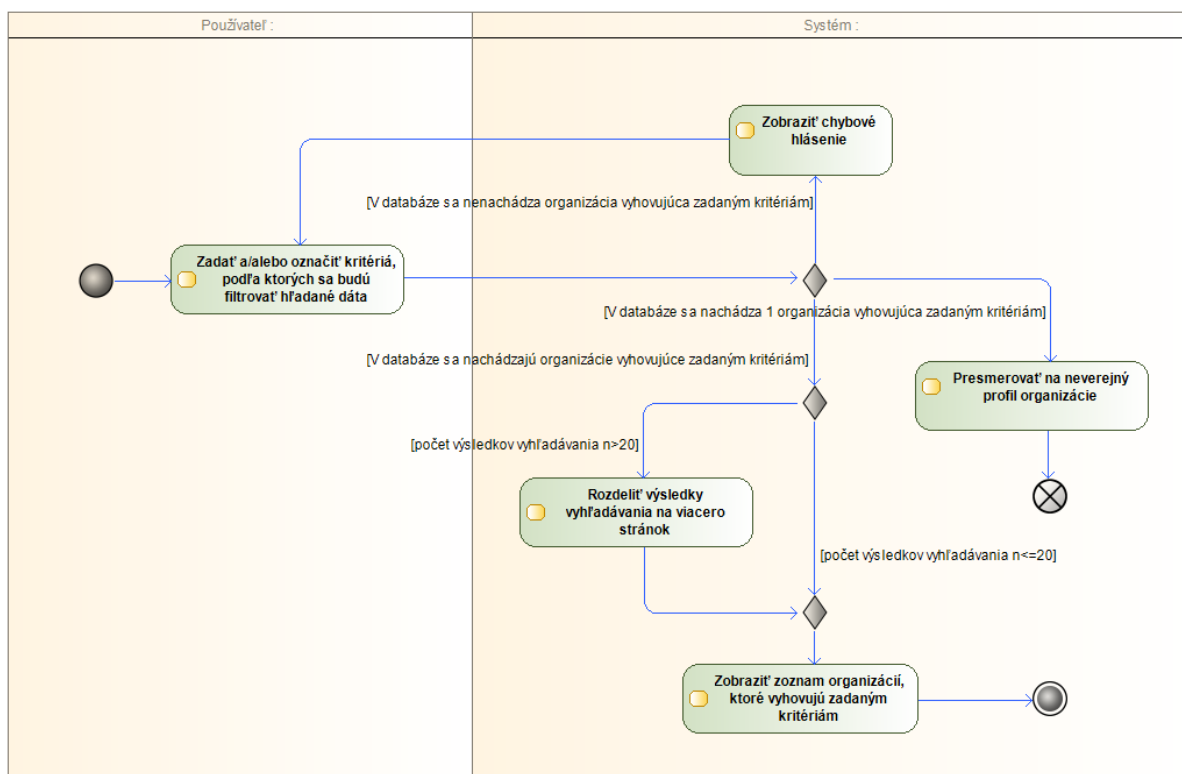 Používateľ :
Systém :
Zobraziť chybové
hlásenie
[V databáze sa nenachádza organizácia vyhovujúca zadaným kritériám]
Zadať a/alebo označiť kritériá,
podľa ktorých sa budú
filtrovať hľadané dáta
[V databáze sa nachádza 1 organizácia vyhovujúca zadaným kritériám]
[V databáze sa nachádzajú organizácie vyhovujúce zadaným kritériám]
Presmerovať na neverejný
profil organizácie
[počet výsledkov vyhľadávania n>20]
Rozdeliť výsledky
vyhľadávania na viacero
stránok
[počet výsledkov vyhľadávania n<=20]
Zobraziť zoznam organizácií,
ktoré vyhovujú zadaným
kritériám